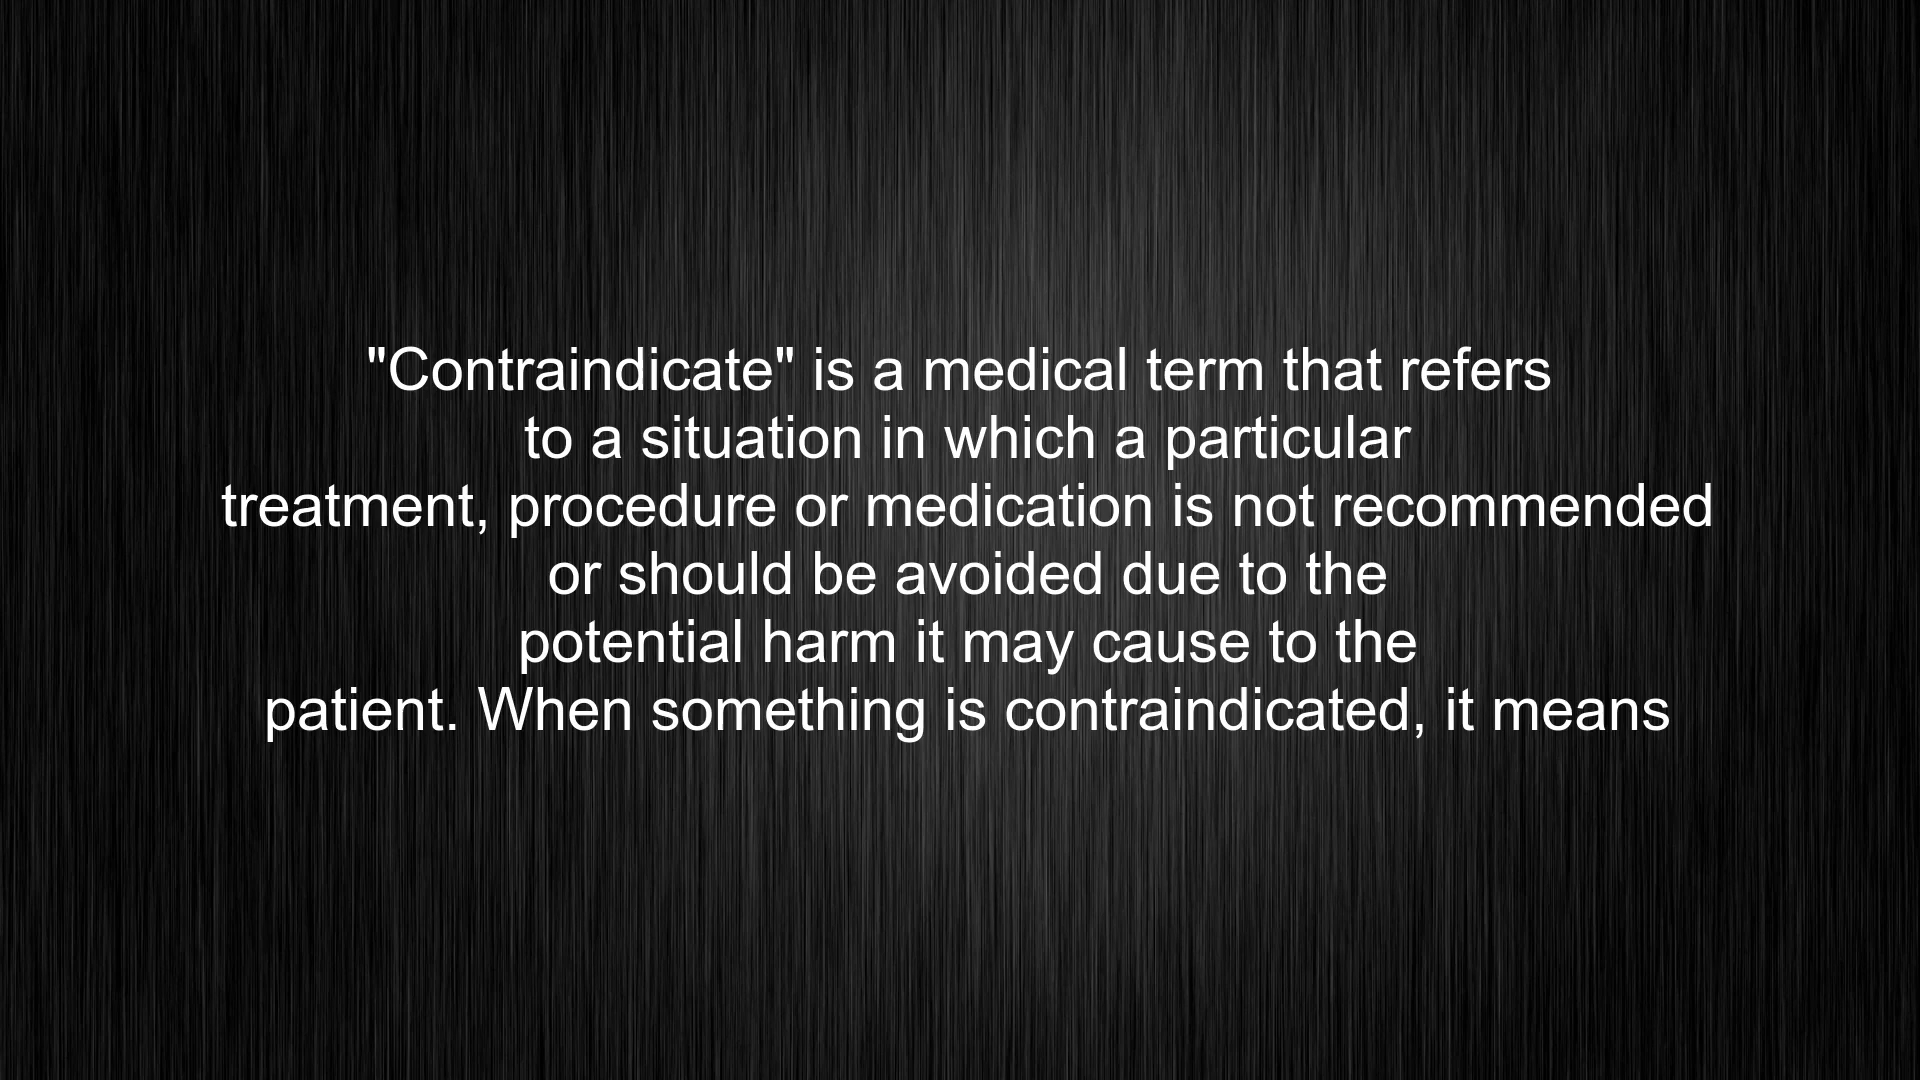 "Contraindicate" is a medical term that refers
to a situation in which a particular
treatment, procedure or medication is not recommended
or should be avoided due to the
potential harm it may cause to the
patient. When something is contraindicated, it means